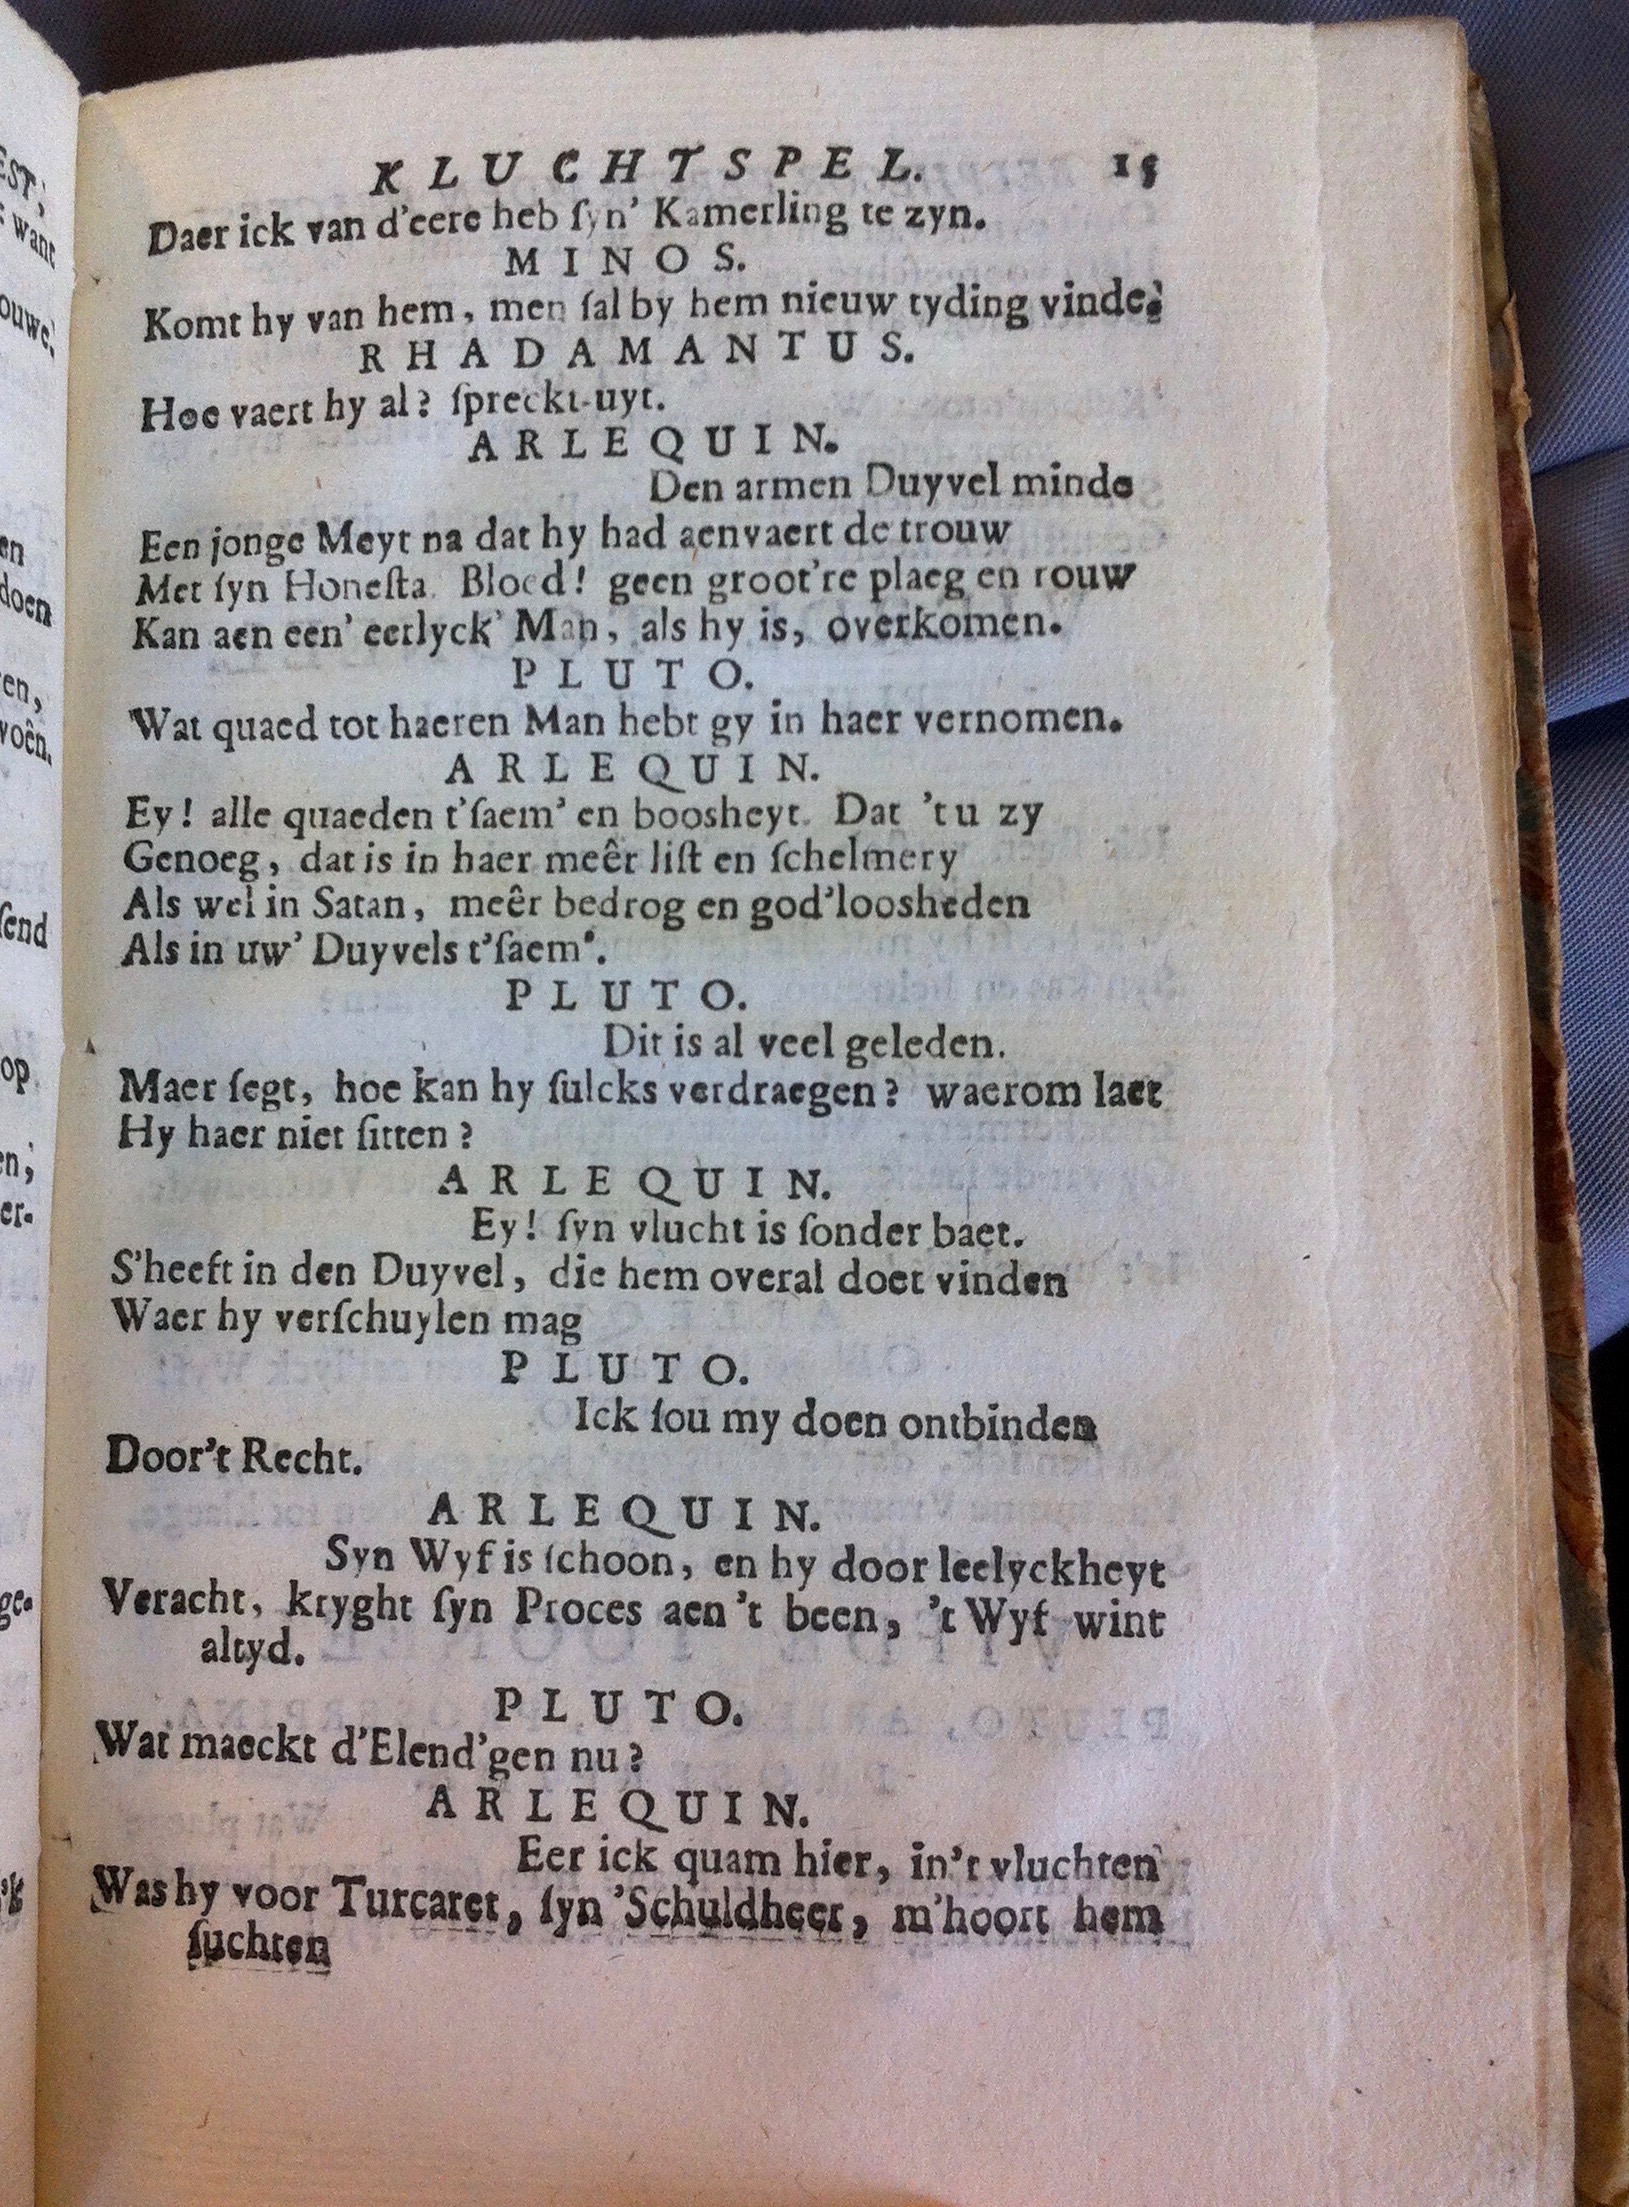 KLUCHTSPEL. 15
Daer ick van d'eere heb ſyn' Kamerling te zyn.
MINOS.
Komt hy van hem, men ſal by hem nieuw tyding vinde.
RHADAMANTUS.
Hoe vaert hy al? ſpreckt-uyt.
ARLEQUIN.
Den armen Duyvel minde
Een jonge Meyt na dat hy had aenvaert de trouw
Met ſyn Honeſta. Bloed! geen groot're plaeg en rouw
Kan aen een' eerlyck' Man, als hy is, overkomen.
PLUTO.
Wat quaed tot haeren Man hebt gy in haer vernomen.
ARLEQUIN.
Ey! alle quaeden t'ſaem' en boosheyt. Dat 't u zy
Genoeg, dat is in haer meêr liſt en ſchelmery
Als wel in Satan, meêr bedrog en god'loosheden
Als in uw' Duyvels t'ſaem'.
PLUTO.
Dit is al veel geleden.
Maer ſegt, hoe kan hy ſulcks verdraegen? waerom laet
Hy haer niet ſitten?
ARLEQUIN.
Ey! ſyn vlucht is ſonder baet.
S'heeft in den Duyvel, die hem overal doet vinden
Waer hy verſchuylen mag
PLUTO.
Ick ſou my doen ontbinden
Door't Recht.
ARLEQUIN.
Syn Wyf is ſchoon, en hy door leelyckheyt
Veracht, kryght ſyn Proces aen't been, 't Wyf wint
altyd.
PLUTO.
Wat maeckt d'Elend'gen nu?
ARLEQUIN.
Eer ick quam hier, in't vluchten
Was hy voor Turcaret, ſyn 'Schuldheer, m'hoort hem
ſuchten